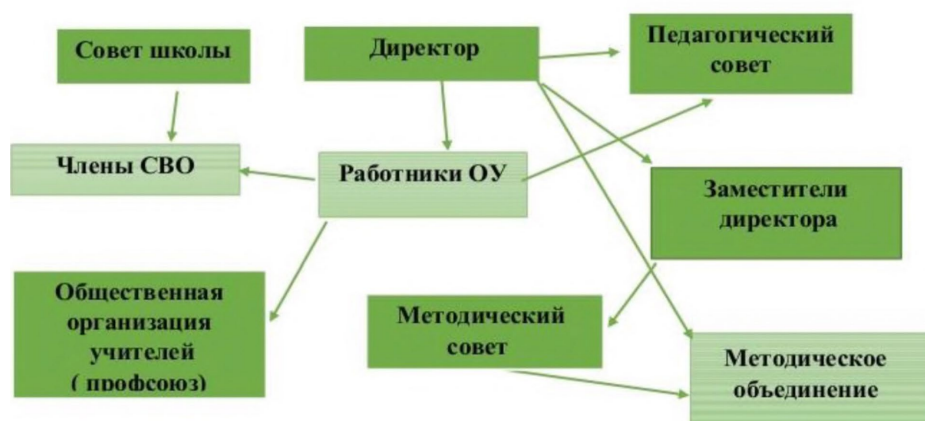 Совет школы
Директор
Педагогический
совет
Члены СВО
Работники ОУ
Заместители
директора
Общественная
организация
учителей
( профсоюз)
Методический
совет
Методическое
объединение